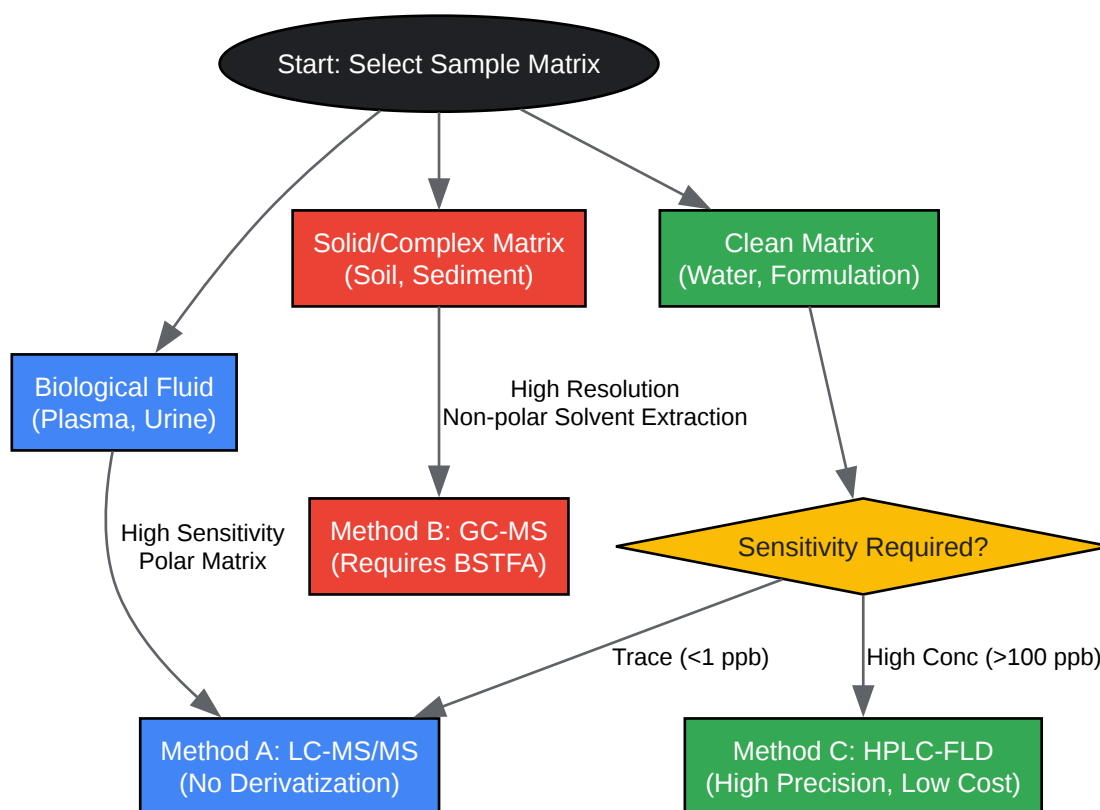 Start: Select Sample Matrix
Solid/Complex Matrix
(Soil, Sediment)
Clean Matrix
(Water, Formulation)
Biological Fluid
(Plasma, Urine)
High Resolution
Non-polar Solvent Extraction
High Sensitivity
Polar Matrix
Method B: GC-MS
(Requires BSTFA)
Sensitivity Required?
Trace (<1 ppb)
High Conc (>100 ppb)
Method A: LC-MS/MS
(No Derivatization)
Method C: HPLC-FLD
(High Precision, Low Cost)